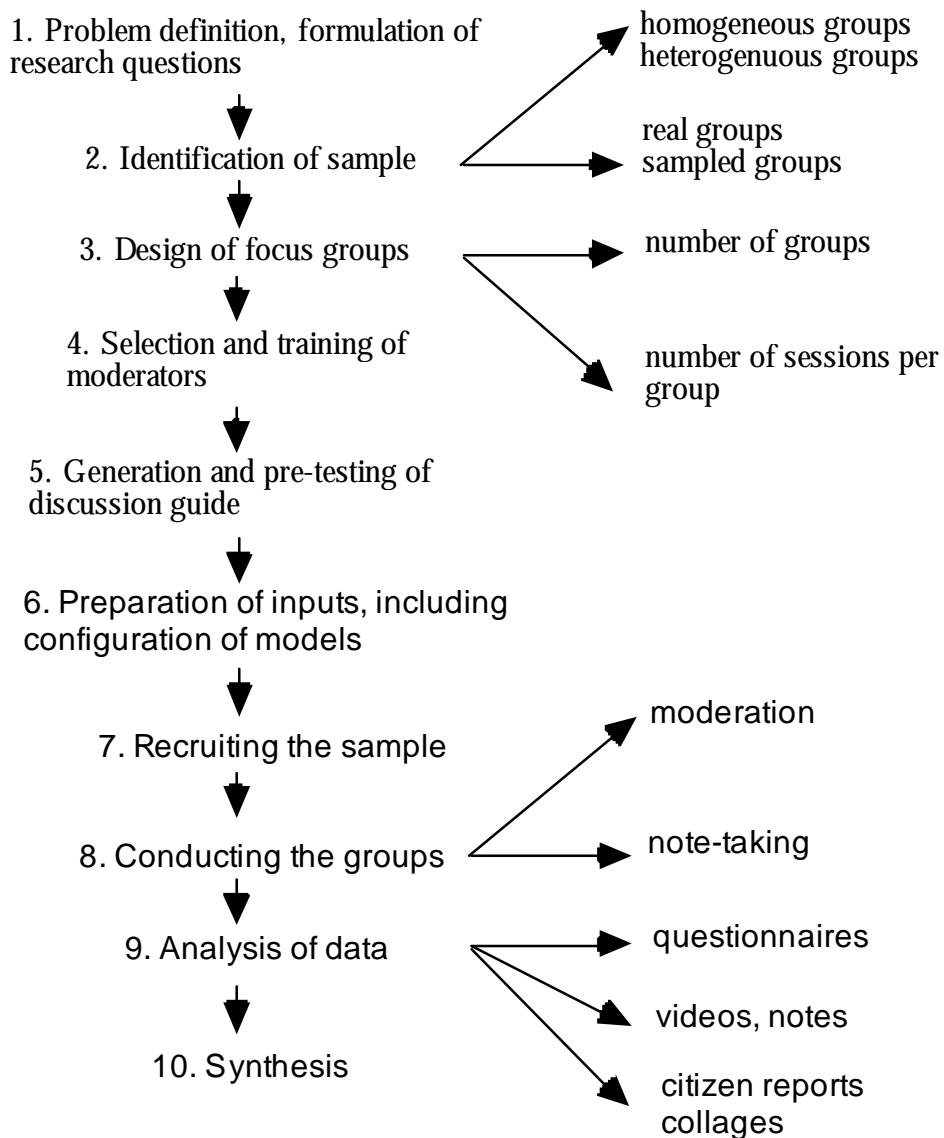 1. Problem definition, formulation of
research questions
homogeneous groups
heterogenuous groups
2. Identification of sample
real groups
sampled groups
3. Design of focus groups
number of groups
4. Selection and training of
moderators
number of sessions per
group
5. Generation and pre-testing of
discussion guide
6. Preparation of inputs, including
configuration of models
7. Recruiting the sample
moderation
8. Conducting the groups
note-taking
9. Analysis of data
questionnaires
videos, notes
10. Synthesis
citizen reports
collages